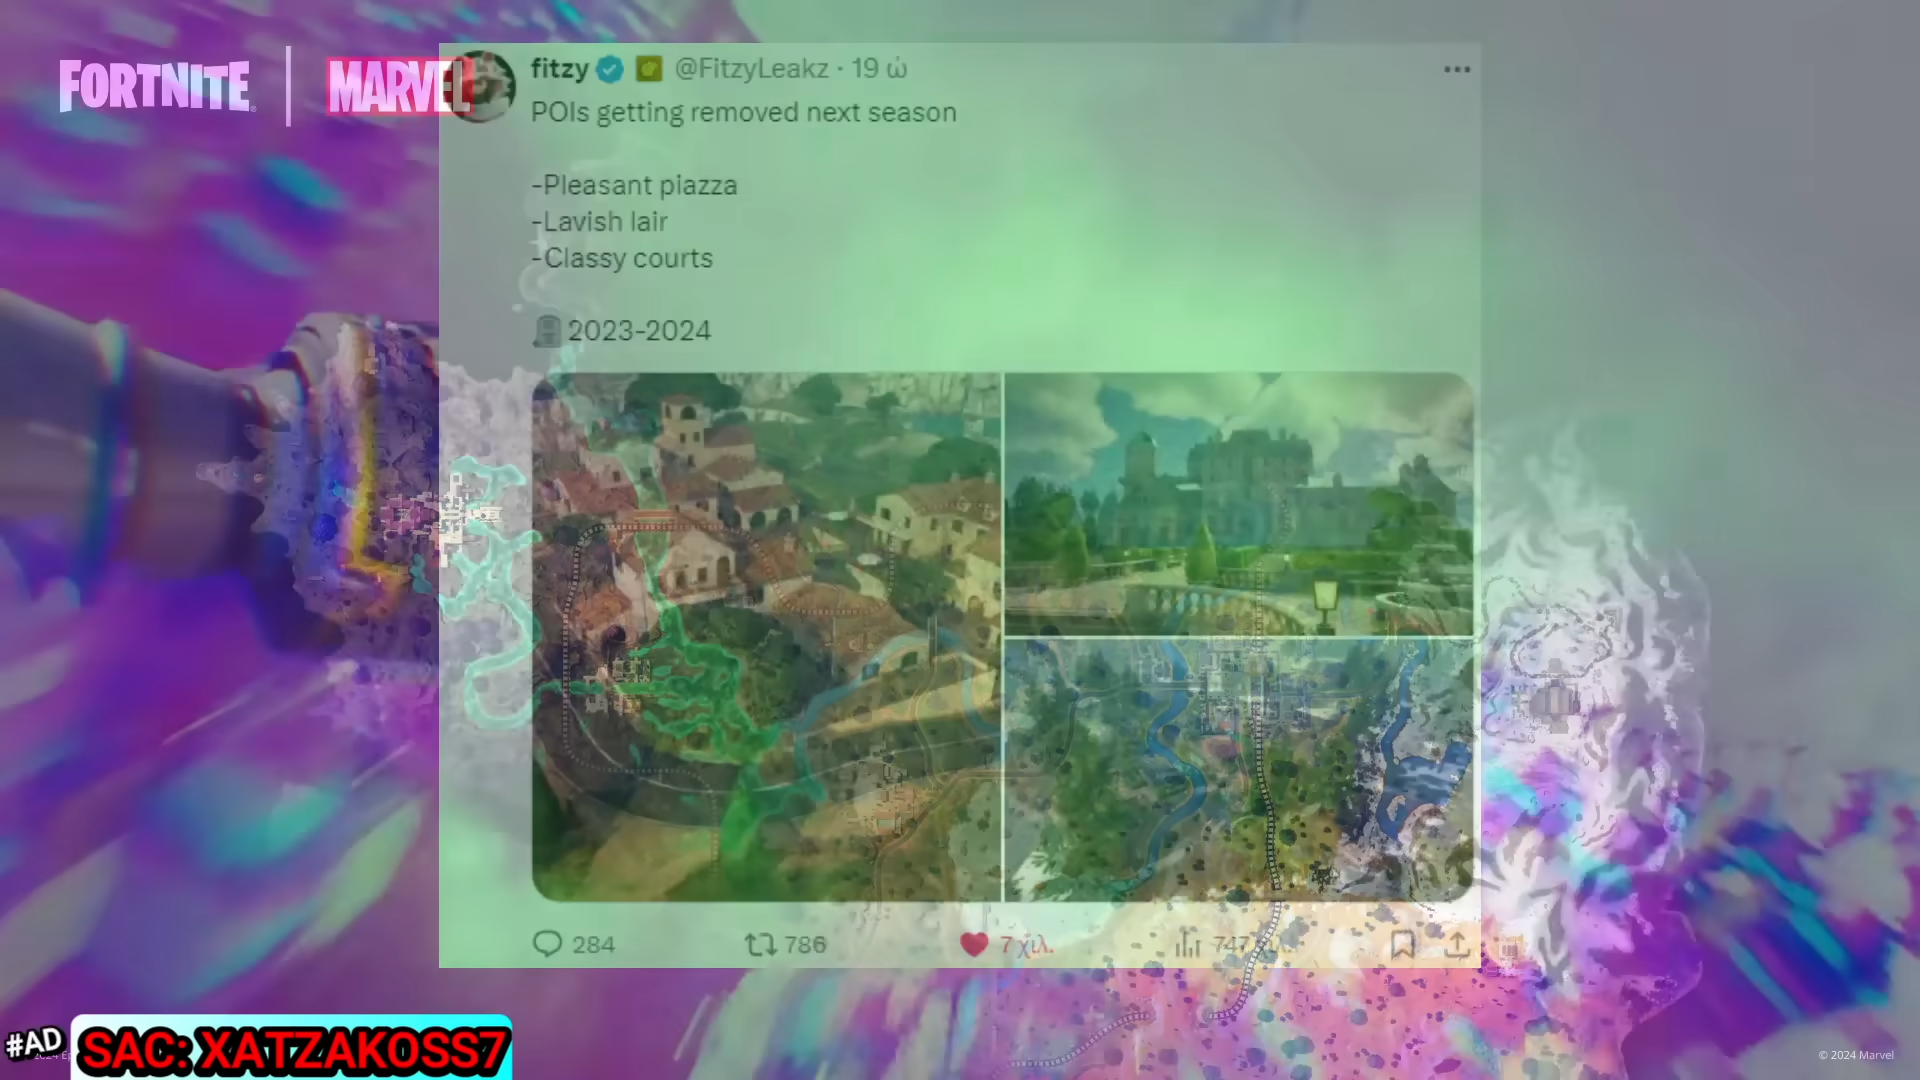 FORTNITE | MARVEL
fitzy @FitzyLeakz · 19 ώ
POIs getting removed next season
-Pleasant piazza
-Lavish lair
-Classy courts
2023-2024
284 786 7 χιλ. 747
#AD SAC: XATZAKOSS7
© 2024 Marvel